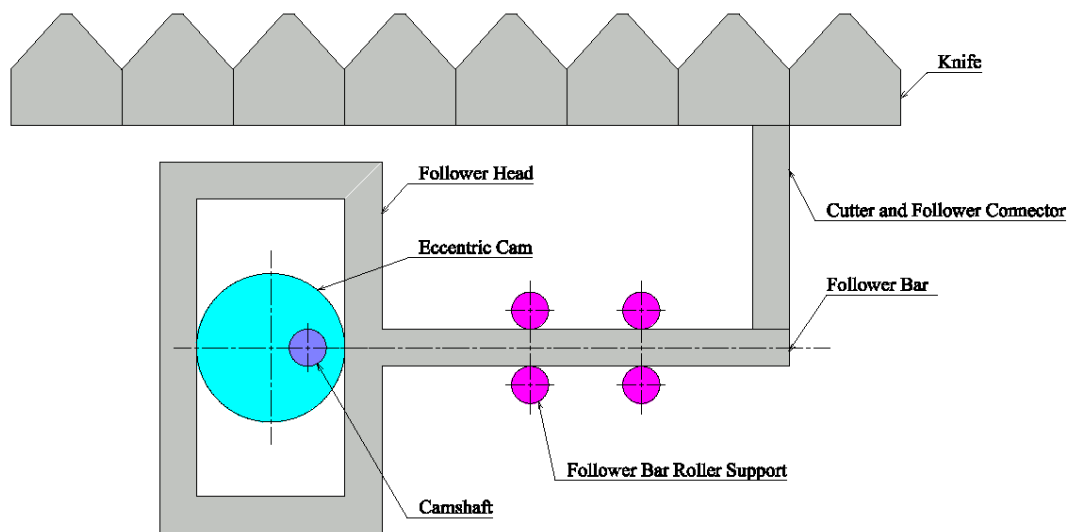 Knife
Follower Head
Cutter and Follower Connector
Eccentric Cam
Follower Bar
Follower Bar Roller Support
Camshaft